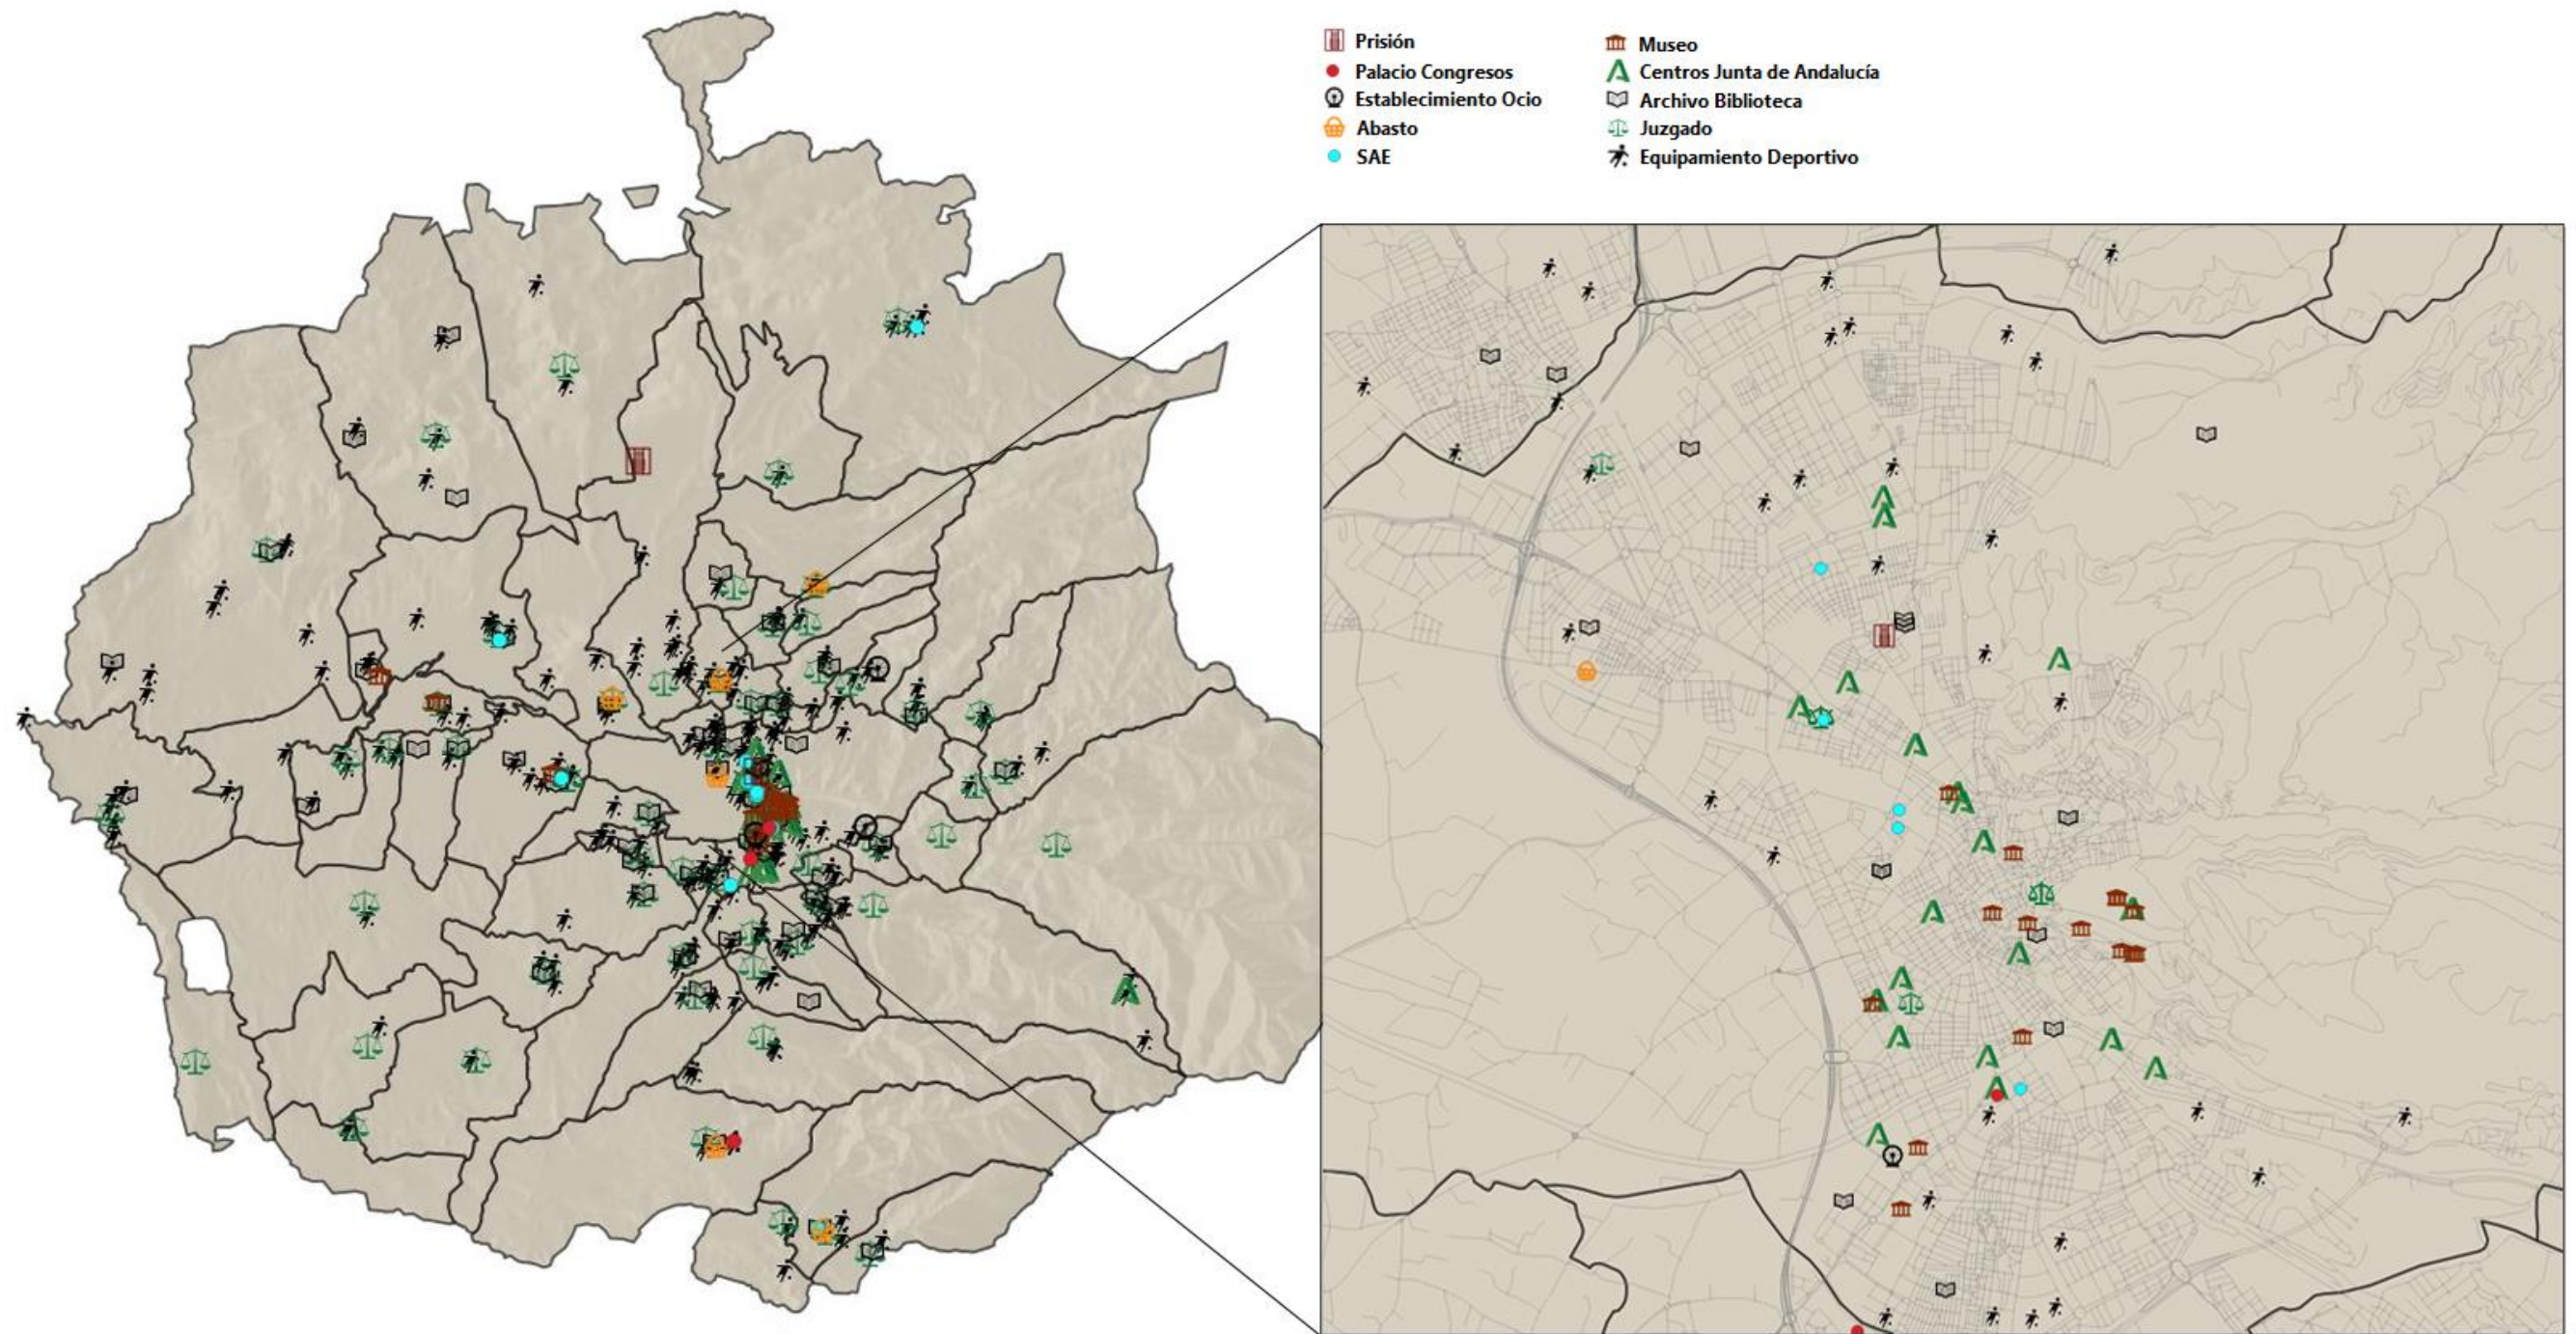 Prisión
Palacio Congresos
Establecimiento Ocio
Abasto
SAE
Museo
Centros Junta de Andalucía
Archivo Biblioteca
Juzgado
Equipamiento Deportivo